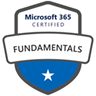 Microsoft 365
CERTIFIED
FUNDAMENTALS